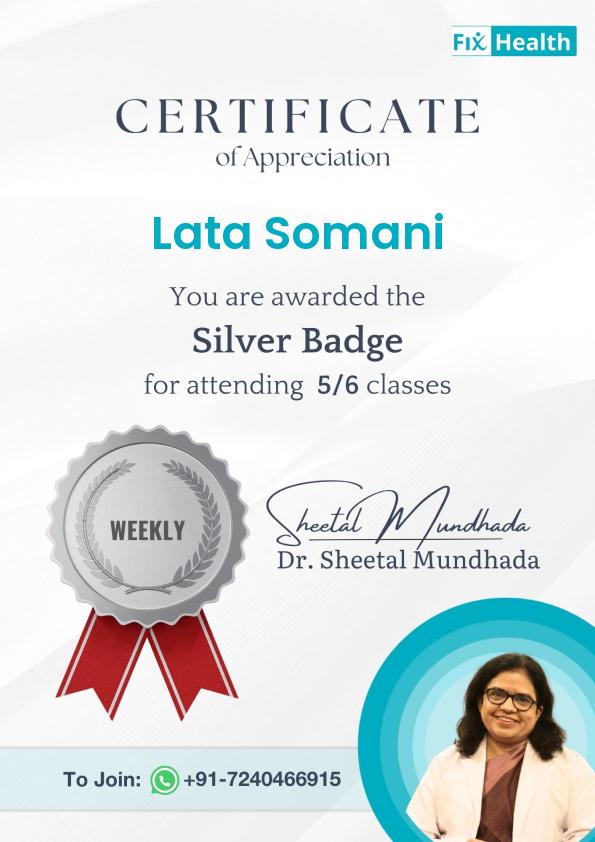 Fix Health
CERTIFICATE
of Appreciation
Lata Somani
You are awarded the
Silver Badge
for attending 5/6 classes
WEEKLY
Sheetal Mundhada
Dr. Sheetal Mundhada
To Join: +91-7240466915